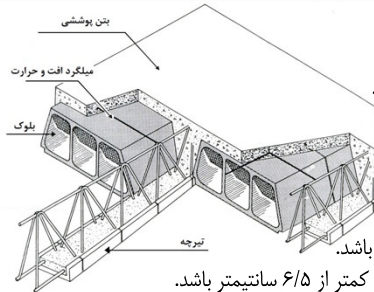 بتن پوششی
میلگرد افت و حرارت
بلوک
تیرچه
باشد.
کمتر از ۶/۵ سانتیمتر باشد.